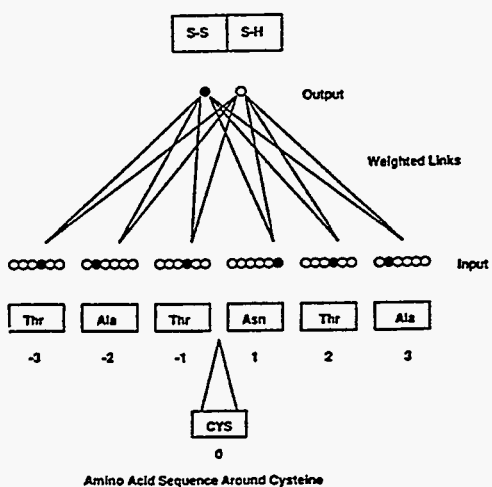 S-S S-H
Output
Weighted Links
Input
Thr Ala Thr Asn Thr Ala
-3 -2 -1 1 2 3
CYS
0
Amino Acid Sequence Around Cysteine